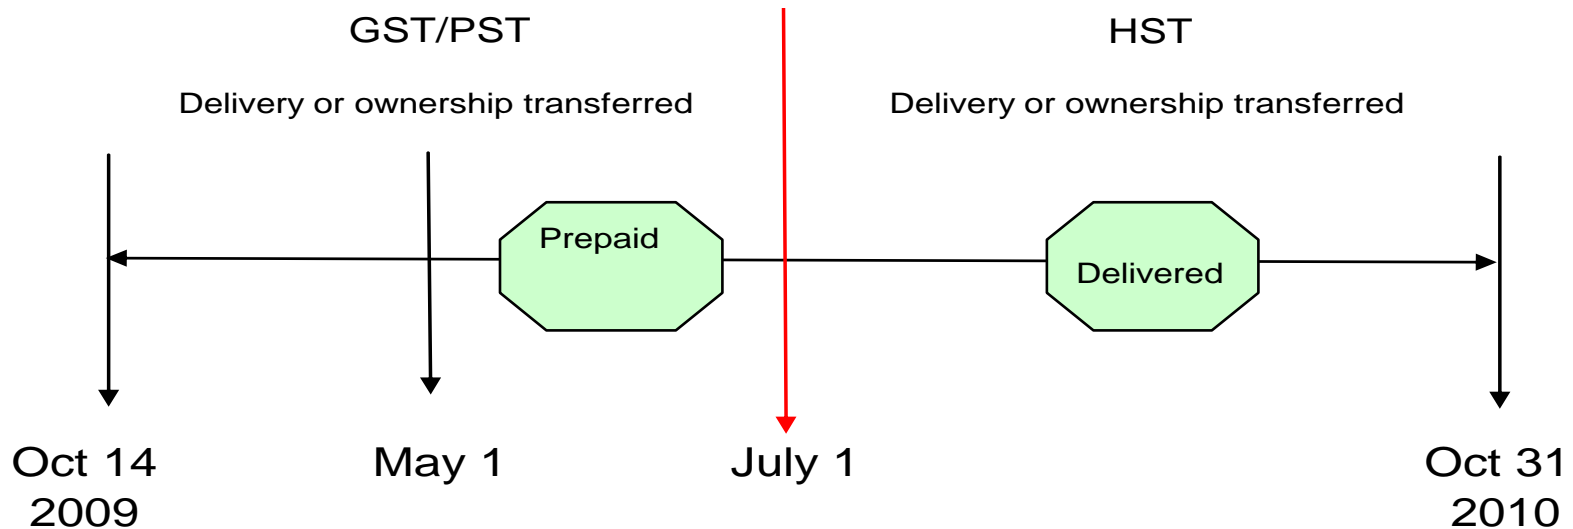 GST/PST
HST
Delivery or ownership transferred
Delivery or ownership transferred
Prepaid
Delivered
Oct 14
2009
May 1
July 1
Oct 31
2010